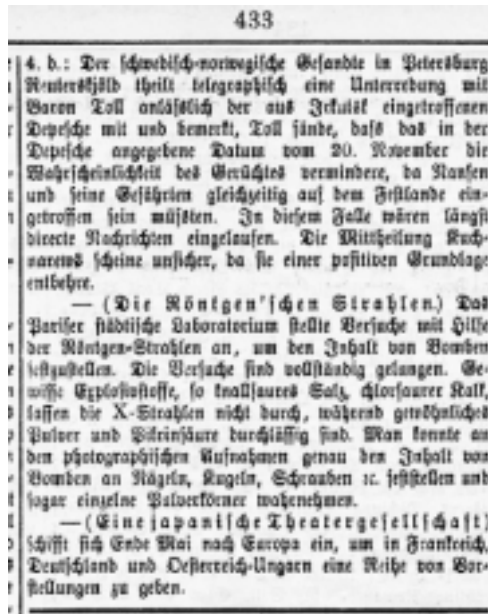 433
4. d.: Der schwedisch-norwegische Gesandte in Petersburg
Reuterskjöld theilt telegraphisch eine Unterredung mit
Baron Toll anlässlich der aus Irkutsk eingetroffenen
Depesche mit und bemerkt, Toll fände, dass das in der
Depesche angegebene Datum vom 20. November die
Wahrscheinlichkeit des Gerüchtes vermindere, da Nansen
und seine Gefährten gleichzeitig auf dem Festlande ein-
getroffen sein müssten. In diesem Falle wären längst
directe Nachrichten eingelaufen. Die Mittheilung Kuch-
narews scheine unsicher, da sie einer positiven Grundlage
entbehre.
— (Die Röntgen'schen Strahlen.) Das
Pariser städtische Laboratorium stellte Versuche mit Hilfe
der Röntgen-Strahlen an, um den Inhalt von Bomben
festzustellen. Die Versuche sind vollständig gelungen. Ge-
wisse Explosivstoffe, so knallsaures Salz, chlorsaurer Kalk,
lassen die X-Strahlen nicht durch, während gewöhnliches
Pulver und Pikrinsäure durchlässig sind. Man konnte an
den photographischen Aufnahmen genau den Inhalt von
Bomben an Nägeln, Kugeln, Schrauben ꝛc. feststellen und
sogar einzelne Pulverkörner wahrnehmen.
— (Eine japanische Theatergesellschaft)
schifft sich Ende Mai nach Europa ein, um in Frankreich,
Deutschland und Oesterreich-Ungarn eine Reihe von Vor-
stellungen zu geben.